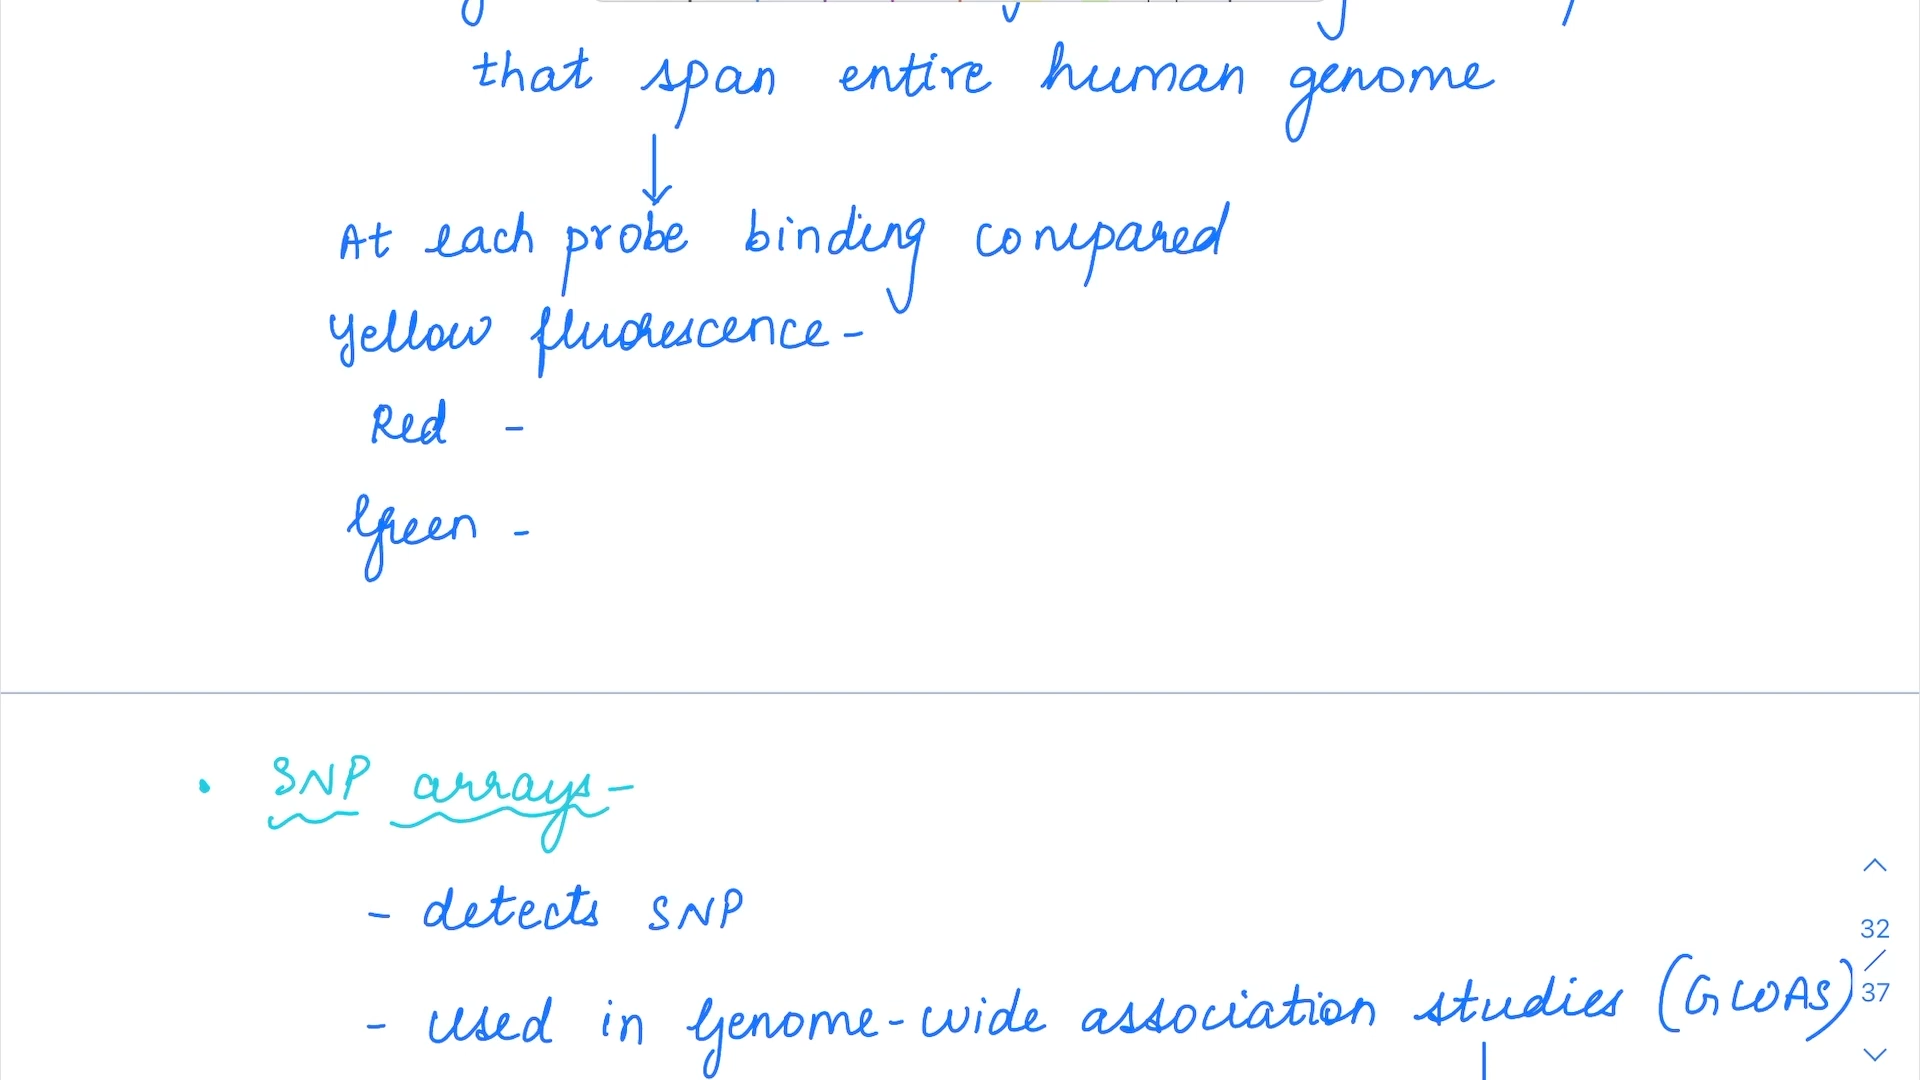 that span entire human genome
At each probe binding compared
Yellow fluorescence -
Red -
Green -
• SNP arrays -
- detects SNP
- used in Genome-wide association studies (GWAS)
32
/
37